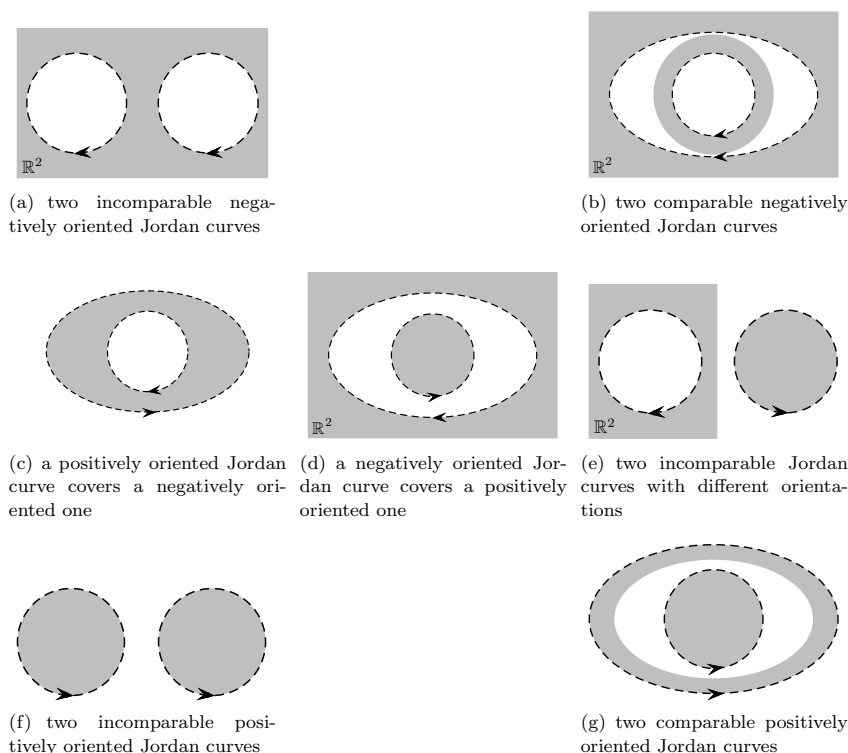 ℝ²
ℝ²
(a) two incomparable nega-
tively oriented Jordan curves
(b) two comparable negatively
oriented Jordan curves
ℝ²
ℝ²
(c) a positively oriented Jordan
curve covers a negatively ori-
ented one
(d) a negatively oriented Jor-
dan curve covers a positively
oriented one
(e) two incomparable Jordan
curves with different orienta-
tions
(f) two incomparable posi-
tively oriented Jordan curves
(g) two comparable positively
oriented Jordan curves